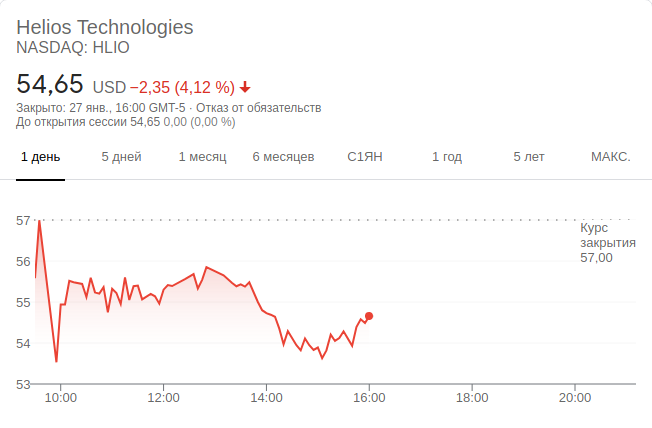 Helios Technologies
NASDAQ: HLIO
54,65 USD −2,35 (4,12 %)
Закрыто: 27 янв., 16:00 GMT-5 · Отказ от обязательств
До открытия сессии 54,65 0,00 (0,00 %)
1 день 5 дней 1 месяц 6 месяцев С1ЯН 1 год 5 лет МАКС.
57
Курс
закрытия
57,00
56
55
54
53
10:00 12:00 14:00 16:00 18:00 20:00